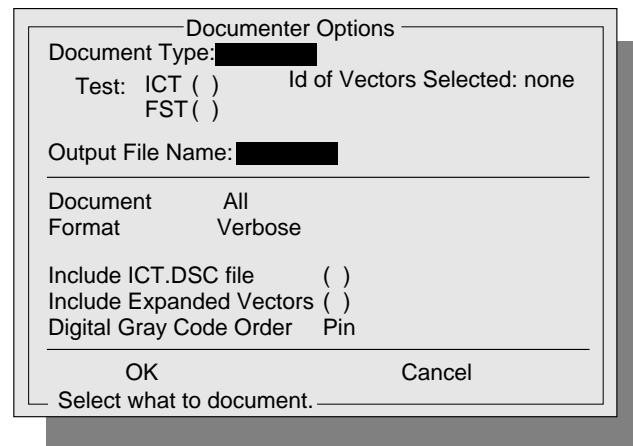 Documenter Options
Document Type:
Test: ICT ( ) Id of Vectors Selected: none
FST ( )
Output File Name:
Document All
Format Verbose
Include ICT.DSC file ( )
Include Expanded Vectors ( )
Digital Gray Code Order Pin
OK Cancel
Select what to document.